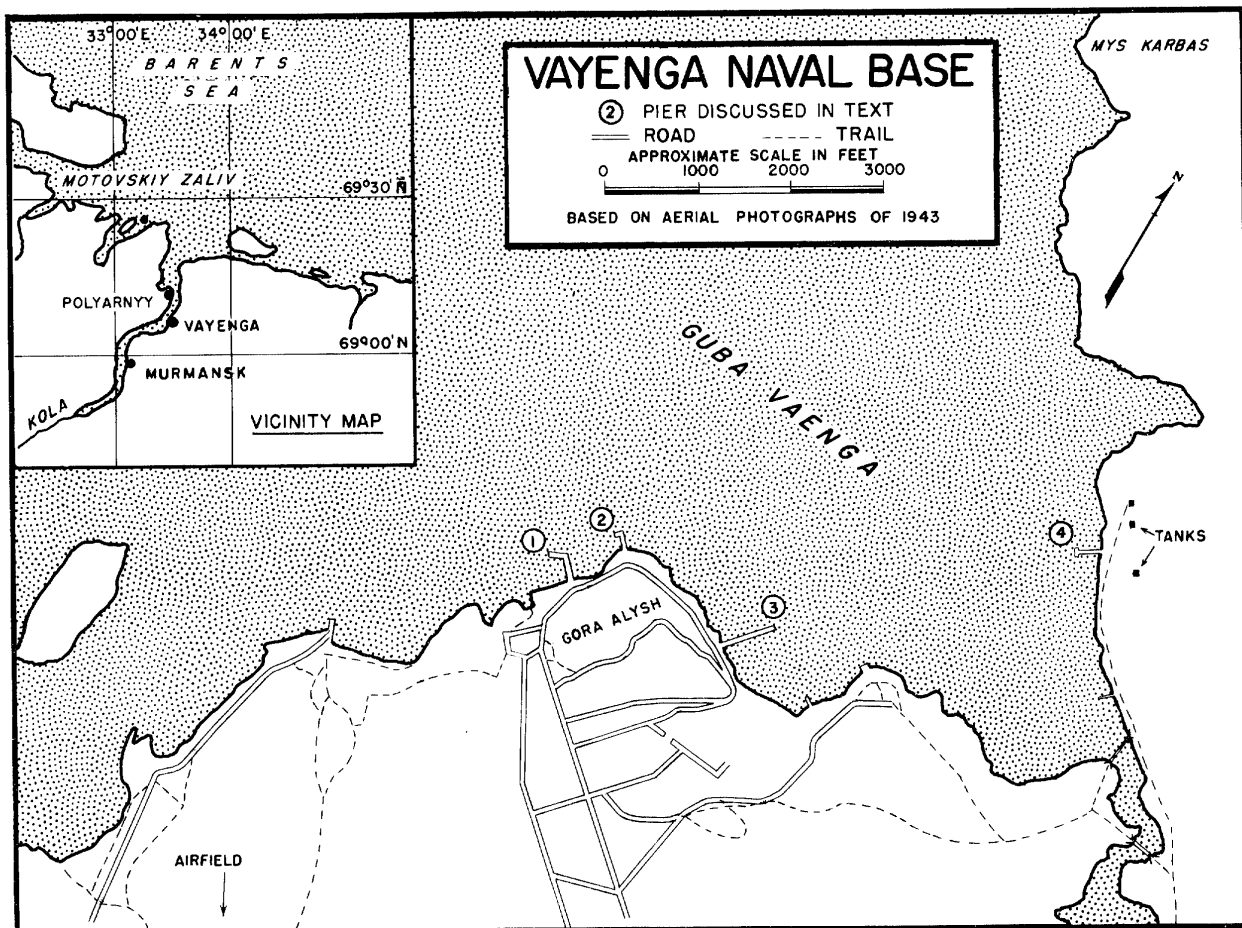 33°00'E 34°00'E
BARENTS
SEA
MOTOVSKIY ZALIV
69°30'N
POLYARNYY
VAYENGA
69°00'N
MURMANSK
KOLA
VICINITY MAP
VAYENGA NAVAL BASE
2 PIER DISCUSSED IN TEXT
ROAD TRAIL
APPROXIMATE SCALE IN FEET
0 1000 2000 3000
BASED ON AERIAL PHOTOGRAPHS OF 1943
MYS KARBAS
N
GUBA VAENGA
1
2
3
4
TANKS
GORA ALYSH
AIRFIELD